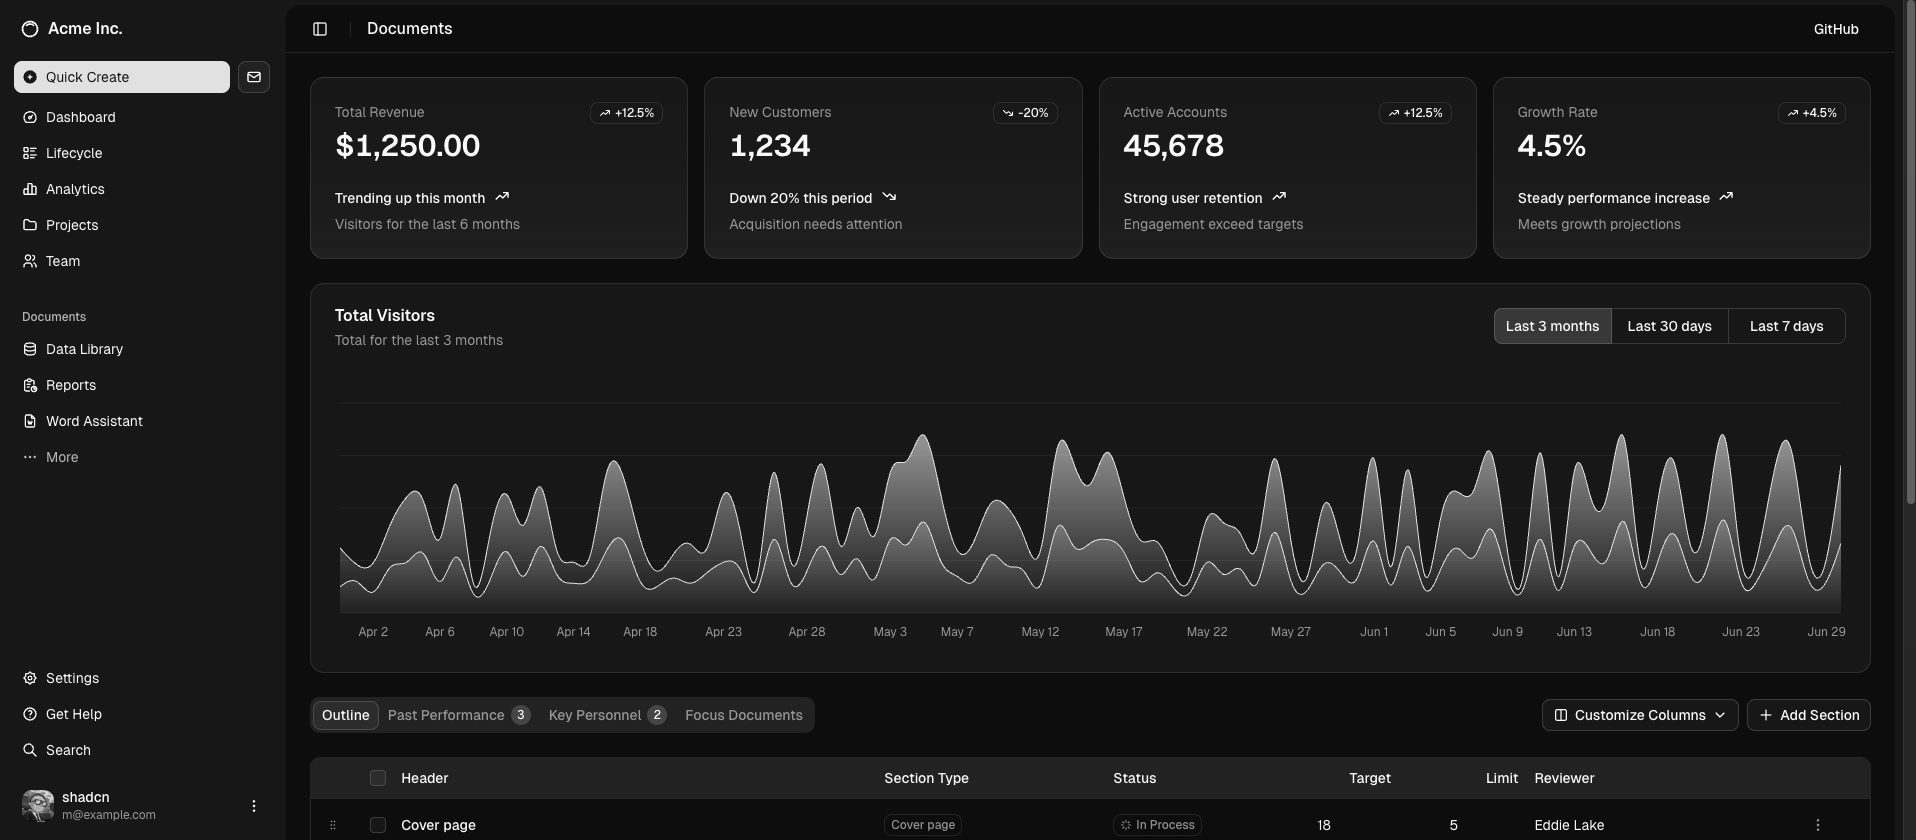 Acme Inc.
Quick Create
Dashboard
Lifecycle
Analytics
Projects
Team
Documents
Data Library
Reports
Word Assistant
More
Settings
Get Help
Search
shadcn
m@example.com
Documents
GitHub
Total Revenue
+12.5%
$1,250.00
Trending up this month
Visitors for the last 6 months
New Customers
-20%
1,234
Down 20% this period
Acquisition needs attention
Active Accounts
+12.5%
45,678
Strong user retention
Engagement exceed targets
Growth Rate
+4.5%
4.5%
Steady performance increase
Meets growth projections
Total Visitors
Total for the last 3 months
Last 3 months Last 30 days Last 7 days
Apr 2 Apr 6 Apr 10 Apr 14 Apr 18 Apr 23 Apr 28 May 3 May 7 May 12 May 17 May 22 May 27 Jun 1 Jun 5 Jun 9 Jun 13 Jun 18 Jun 23 Jun 29
Outline Past Performance 3 Key Personnel 2 Focus Documents
Customize Columns Add Section
Header Section Type Status Target Limit Reviewer
Cover page Cover page In Process 18 5 Eddie Lake